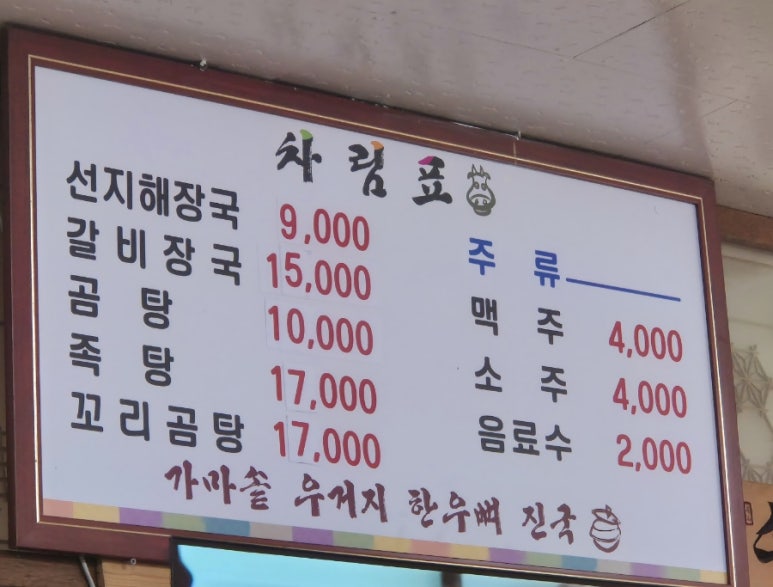 차림표
선지해장국 9,000
갈비장국 15,000
곰탕 10,000
족탕 17,000
꼬리곰탕 17,000
주류
맥주 4,000
소주 4,000
음료수 2,000
가마솥 우거지 한우뼈 진국